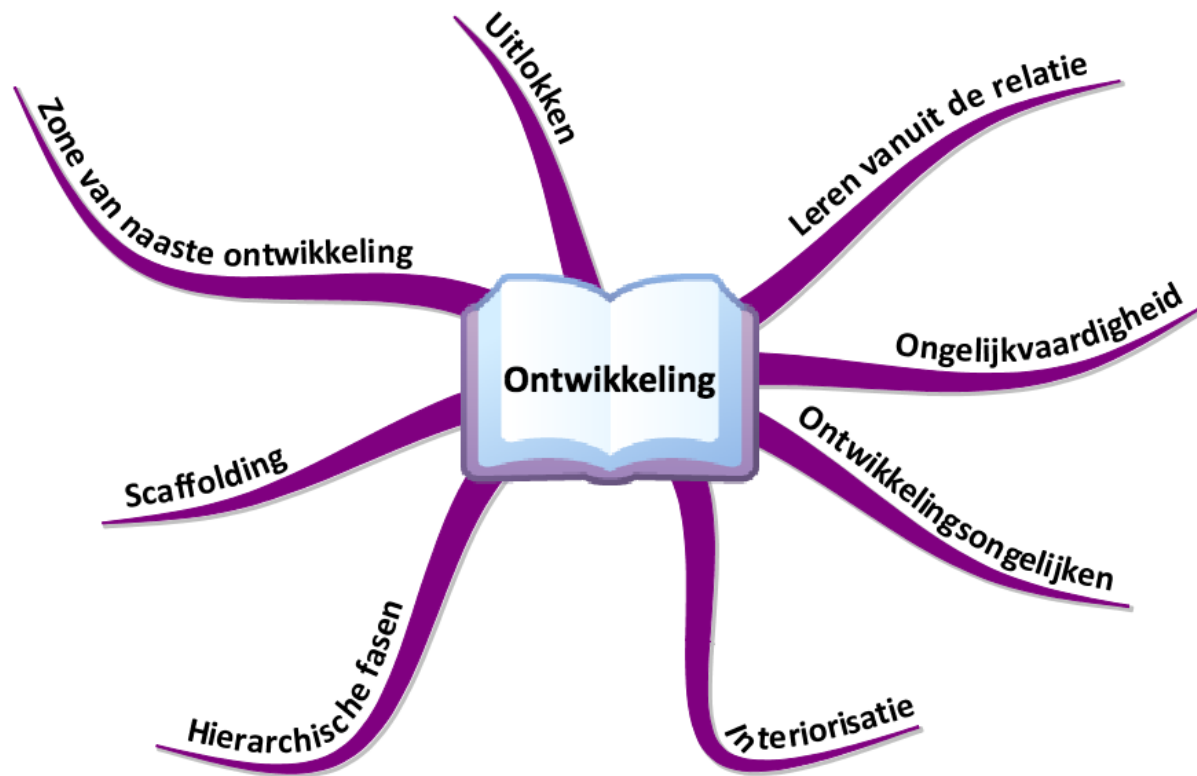 Uitlokken
Leren vanuit de relatie
Zone van naaste ontwikkeling
Ongelijkvaardigheid
Ontwikkeling
Ontwikkelingsongelijken
Scaffolding
Hierarchische fasen
Interiorisatie